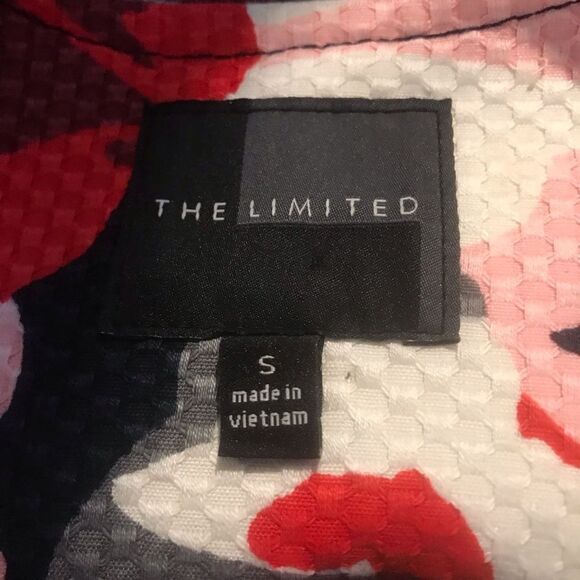 THE LIMITED
S
made in
vietnam